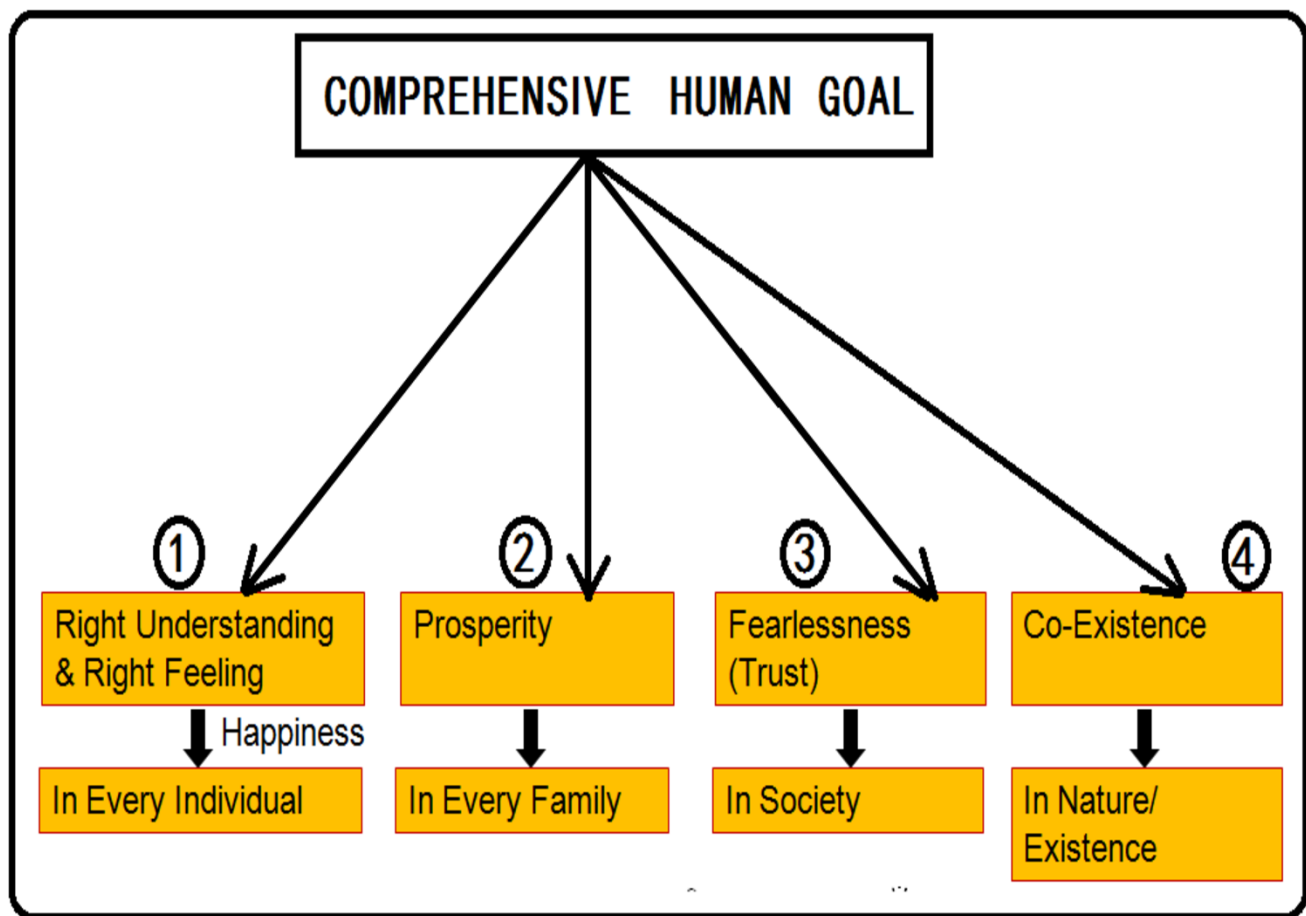 COMPREHENSIVE HUMAN GOAL
1
2
3
4
Right Understanding
& Right Feeling
Prosperity
Fearlessness
(Trust)
Co-Existence
Happiness
In Every Individual
In Every Family
In Society
In Nature/
Existence